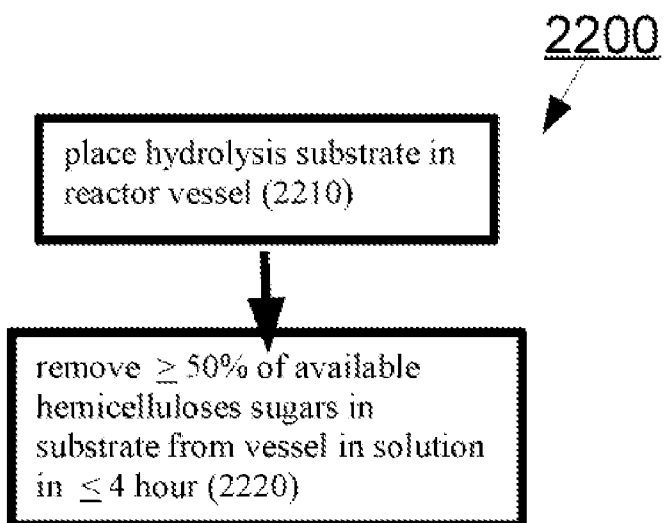 2200
place hydrolysis substrate in
reactor vessel (2210)
remove ≥ 50% of available
hemicelluloses sugars in
substrate from vessel in solution
in ≤ 4 hour (2220)